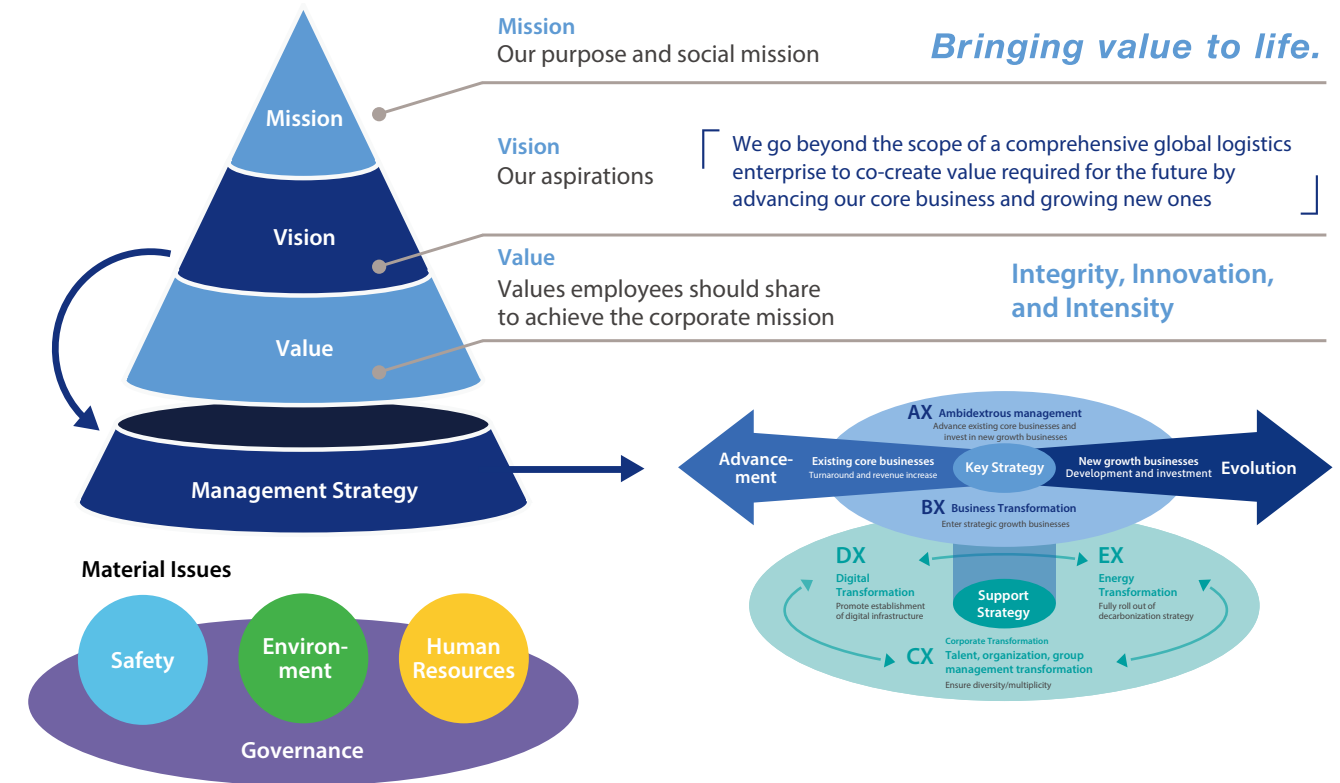 Mission
Our purpose and social mission
Bringing value to life.
Mission
Vision
Our aspirations
We go beyond the scope of a comprehensive global logistics
enterprise to co-create value required for the future by
advancing our core business and growing new ones
Vision
Value
Values employees should share
to achieve the corporate mission
Integrity, Innovation,
and Intensity
Value
Management Strategy
AX Ambidextrous management
Advance existing core businesses and
invest in new growth businesses
Advance-
ment
Existing core businesses
Turnaround and revenue increase
Key Strategy
New growth businesses
Development and investment
Evolution
BX Business Transformation
Enter strategic growth businesses
DX
Digital
Transformation
Promote establishment
of digital infrastructure
EX
Energy
Transformation
Fully roll out of
decarbonization strategy
Support
Strategy
CX
Corporate Transformation
Talent, organization, group
management transformation
Ensure diversity/multiplicity
Material Issues
Safety
Environ-
ment
Human
Resources
Governance